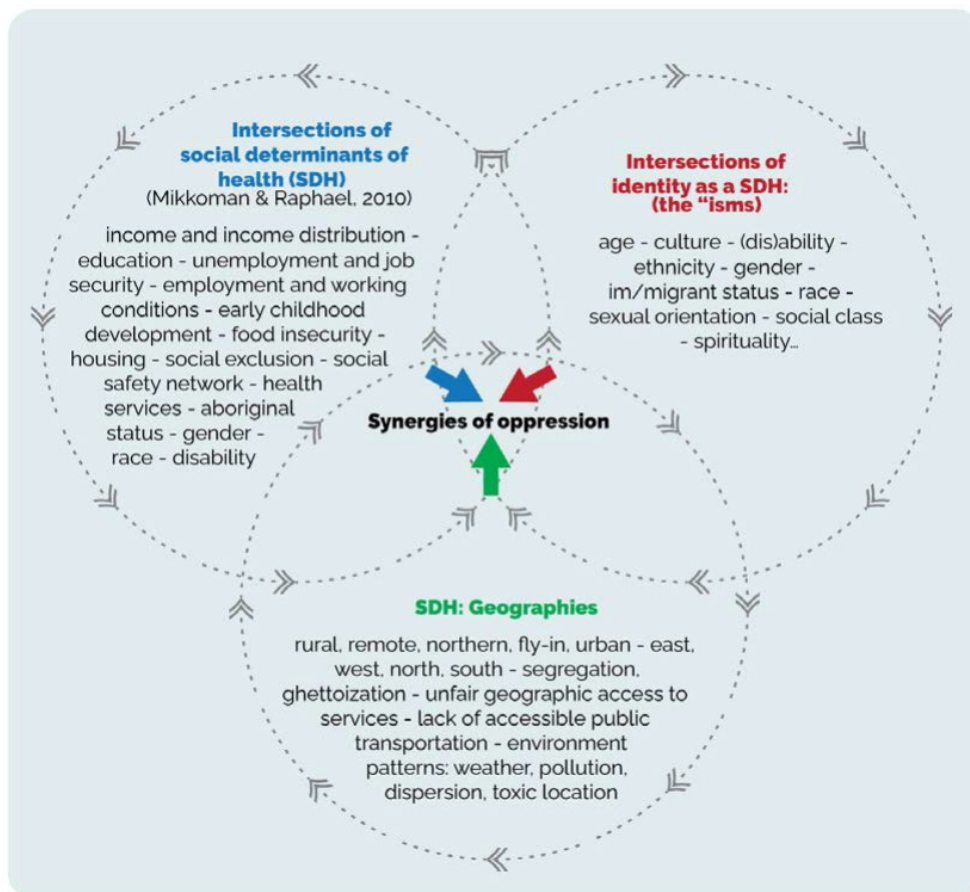 Intersections of
social determinants of
health (SDH)
(Mikkoman & Raphael, 2010)
income and income distribution -
education - unemployment and job
security - employment and working
conditions - early childhood
development - food insecurity -
housing - social exclusion - social
safety network - health
services - aboriginal
status - gender -
race - disability
Intersections of
identity as a SDH:
(the “isms)
age - culture - (dis)ability -
ethnicity - gender -
im/migrant status - race -
sexual orientation - social class
- spirituality...
Synergies of oppression
SDH: Geographies
rural, remote, northern, fly-in, urban - east,
west, north, south - segregation,
ghettoization - unfair geographic access to
services - lack of accessible public
transportation - environment
patterns: weather, pollution,
dispersion, toxic location